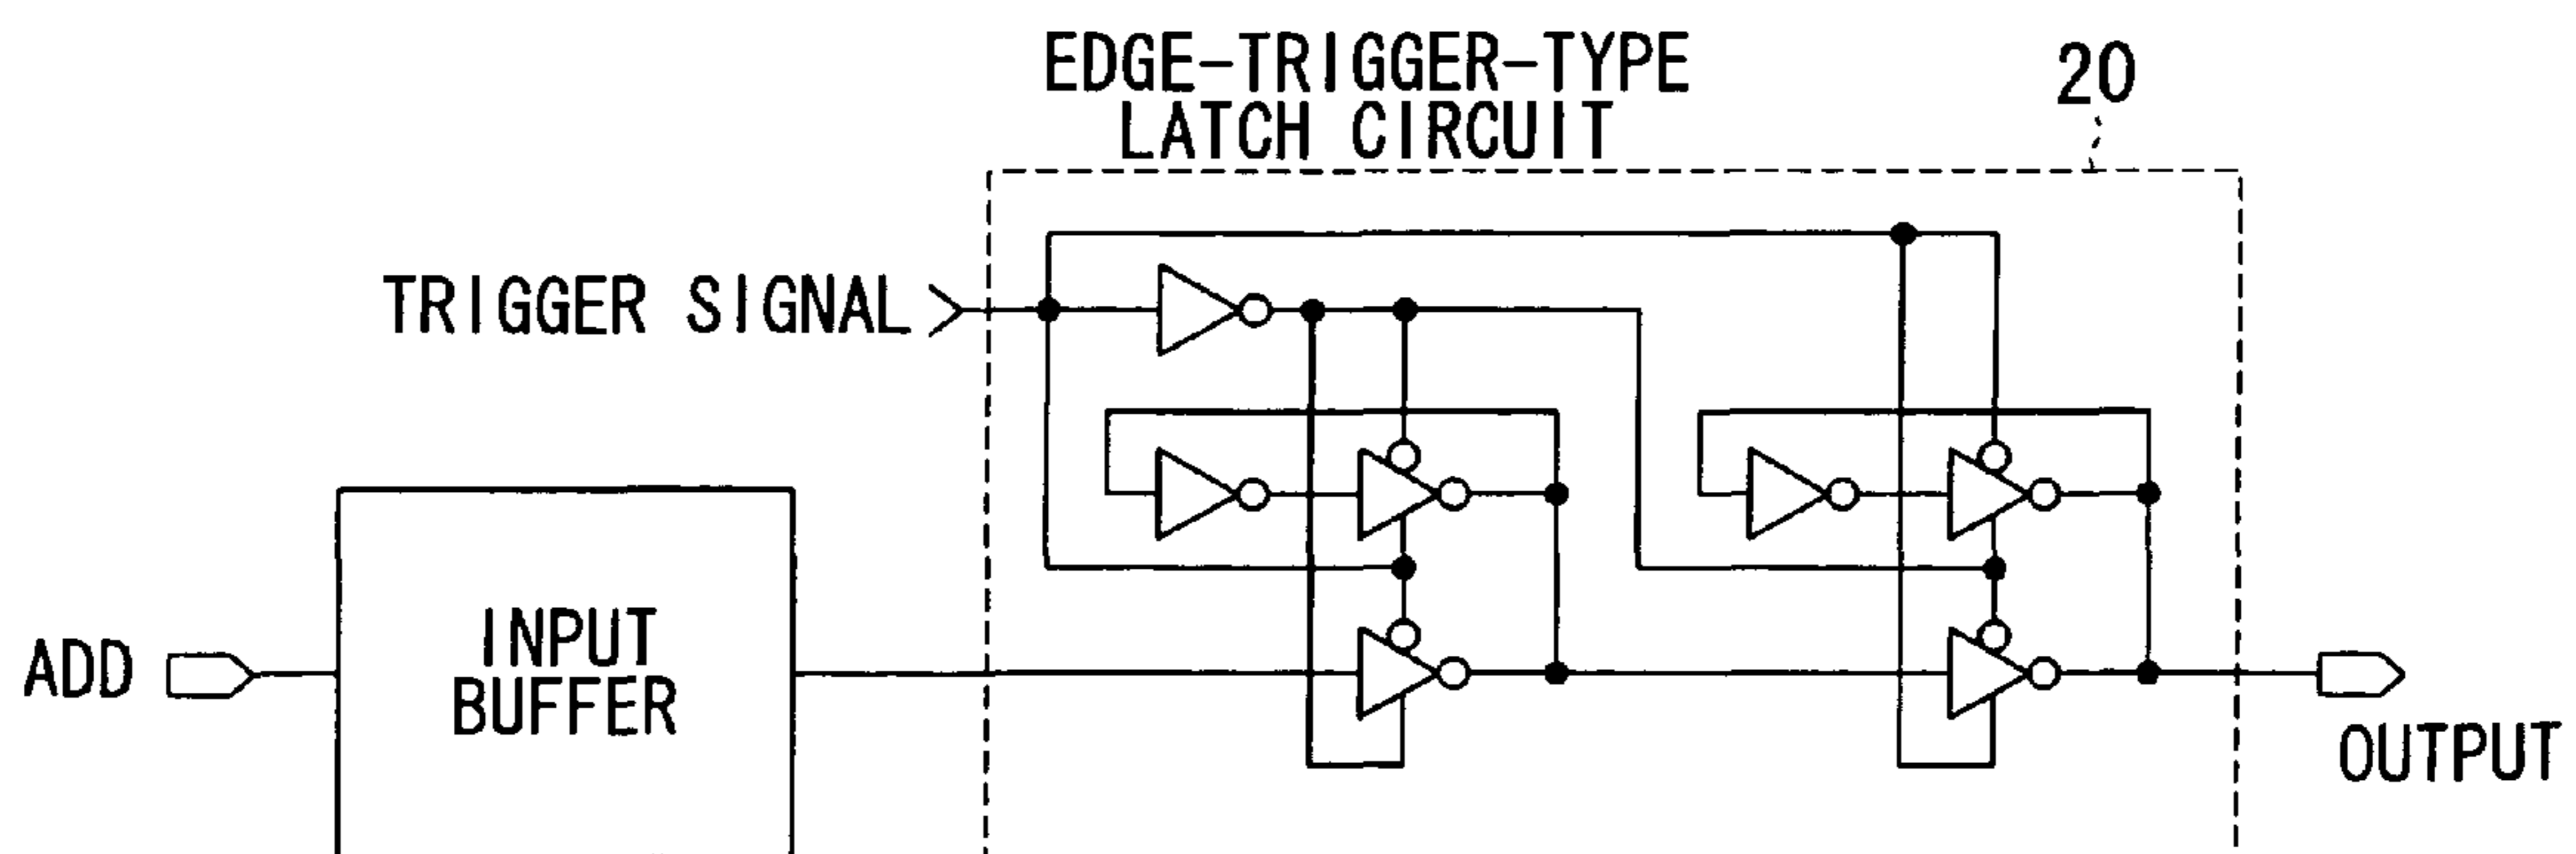 EDGE-TRIGGER-TYPE
LATCH CIRCUIT
20
TRIGGER SIGNAL
ADD
INPUT
BUFFER
OUTPUT